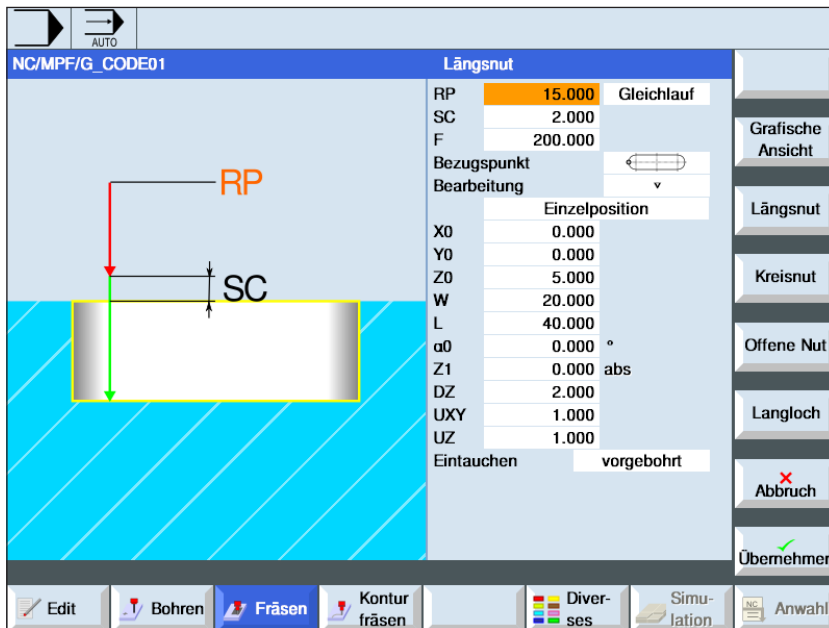 AUTO
NC/MPF/G_CODE01
Längsnut
RP 15.000 Gleichlauf
SC 2.000
F 200.000
Bezugspunkt
Bearbeitung ▿
Einzelposition
X0 0.000
Y0 0.000
Z0 5.000
W 20.000
L 40.000
α0 0.000 °
Z1 0.000 abs
DZ 2.000
UXY 1.000
UZ 1.000
Eintauchen vorgebohrt
RP
SC
Grafische
Ansicht
Längsnut
Kreisnut
Offene Nut
Langloch
Abbruch
Übernehmen
Edit
Bohren
Fräsen
Kontur
fräsen
Diver-
ses
Simu-
lation
NC
Anwahl